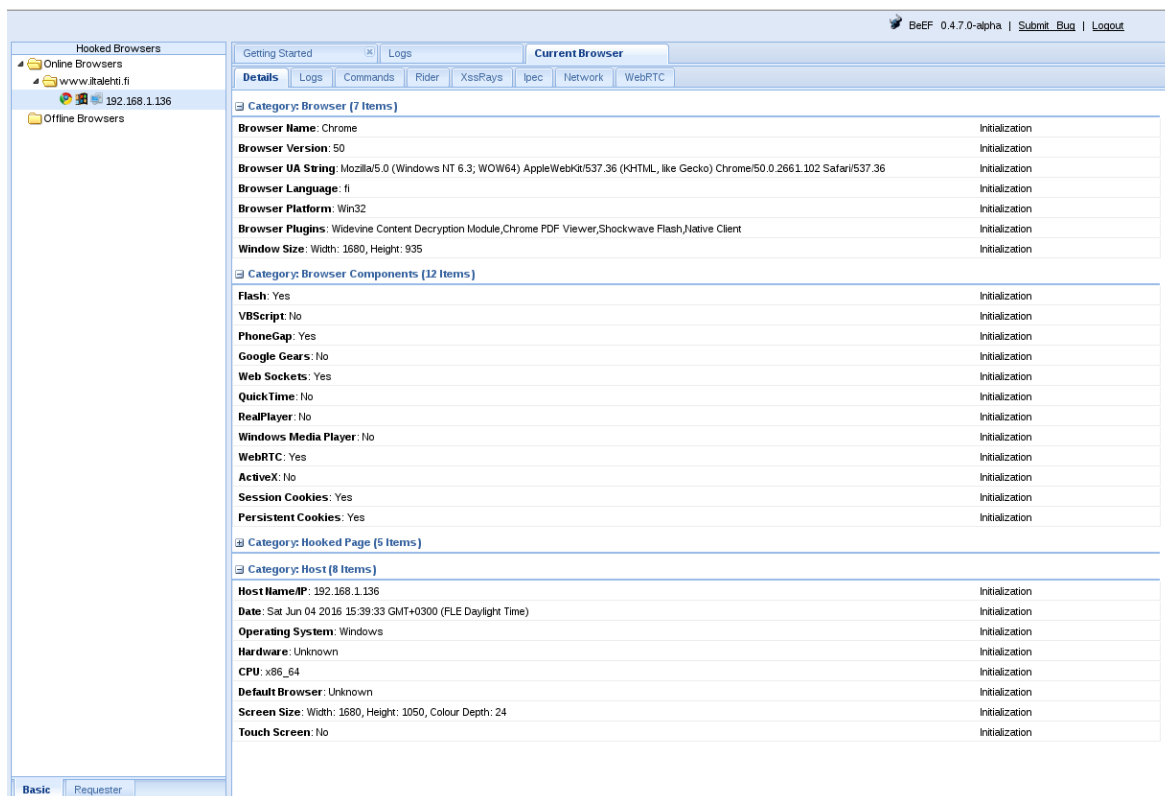 BeEF 0.4.7.0-alpha | Submit Bug | Logout
Hooked Browsers
Online Browsers
www.iltalehti.fi
192.168.1.136
Offline Browsers
Basic Requester
Getting Started Logs Current Browser
Details Logs Commands Rider XssRays Ipec Network WebRTC
Category: Browser (7 Items)
Browser Name: Chrome Initialization
Browser Version: 50 Initialization
Browser UA String: Mozilla/5.0 (Windows NT 6.3; WOW64) AppleWebKit/537.36 (KHTML, like Gecko) Chrome/50.0.2661.102 Safari/537.36 Initialization
Browser Language: fi Initialization
Browser Platform: Win32 Initialization
Browser Plugins: Widevine Content Decryption Module,Chrome PDF Viewer,Shockwave Flash,Native Client Initialization
Window Size: Width: 1680, Height: 935 Initialization
Category: Browser Components (12 Items)
Flash: Yes Initialization
VBScript: No Initialization
PhoneGap: Yes Initialization
Google Gears: No Initialization
Web Sockets: Yes Initialization
QuickTime: No Initialization
RealPlayer: No Initialization
Windows Media Player: No Initialization
WebRTC: Yes Initialization
ActiveX: No Initialization
Session Cookies: Yes Initialization
Persistent Cookies: Yes Initialization
Category: Hooked Page (5 Items)
Category: Host (8 Items)
Host Name/IP: 192.168.1.136 Initialization
Date: Sat Jun 04 2016 15:39:33 GMT+0300 (FLE Daylight Time) Initialization
Operating System: Windows Initialization
Hardware: Unknown Initialization
CPU: x86_64 Initialization
Default Browser: Unknown Initialization
Screen Size: Width: 1680, Height: 1050, Colour Depth: 24 Initialization
Touch Screen: No Initialization